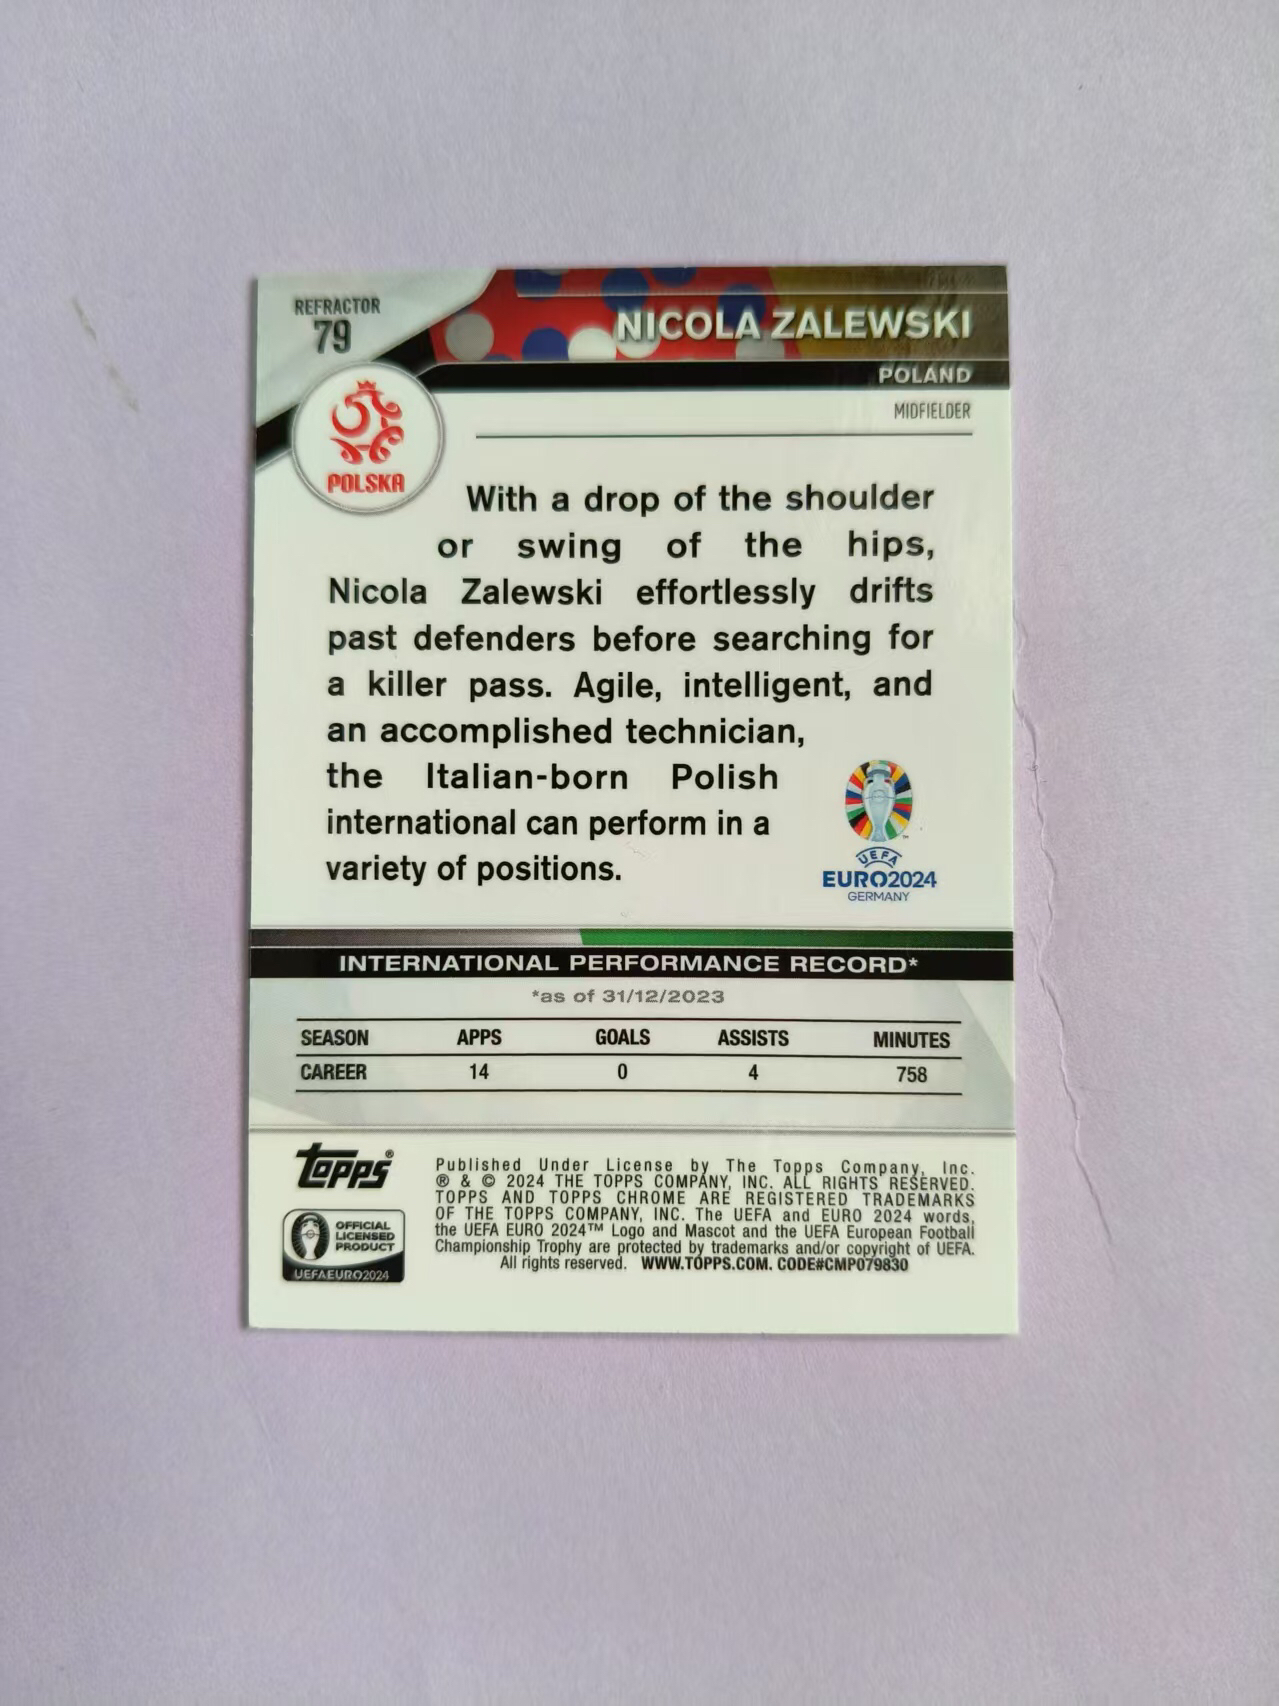 REFRACTOR
79
NICOLA ZALEWSKI
POLAND
MIDFIELDER
POLSKA
With a drop of the shoulder
or swing of the hips,
Nicola Zalewski effortlessly drifts
past defenders before searching for
a killer pass. Agile, intelligent, and
an accomplished technician,
the Italian-born Polish
international can perform in a
variety of positions.
UEFA
EURO2024
GERMANY
INTERNATIONAL PERFORMANCE RECORD*
*as of 31/12/2023
SEASON APPS GOALS ASSISTS MINUTES
CAREER 14 0 4 758
topps®
OFFICIAL
LICENSED
PRODUCT
UEFA EURO2024
Published Under License by The Topps Company, Inc.
® & © 2024 THE TOPPS COMPANY, INC. ALL RIGHTS RESERVED.
TOPPS AND TOPPS CHROME ARE REGISTERED TRADEMARKS
OF THE TOPPS COMPANY, INC. The UEFA and EURO 2024 words,
the UEFA EURO 2024™ Logo and Mascot and the UEFA European Football
Championship Trophy are protected by trademarks and/or copyright of UEFA.
All rights reserved. WWW.TOPPS.COM. CODE#CMP079830